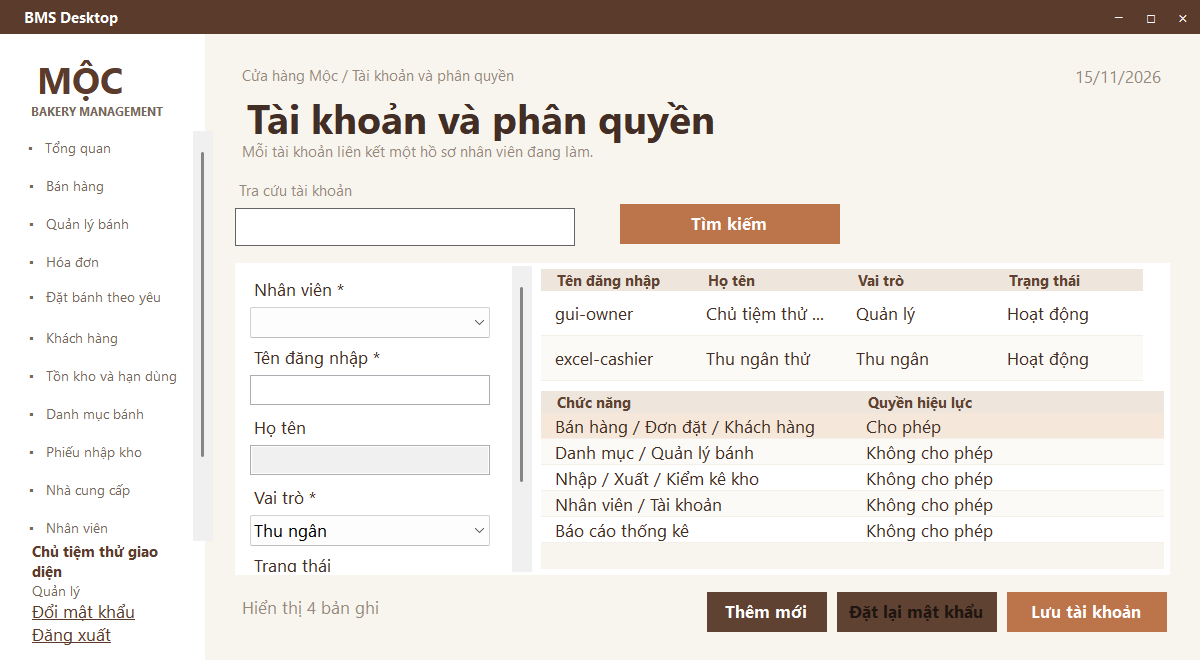 BMS Desktop
MỘC
BAKERY MANAGEMENT
Tổng quan
Bán hàng
Quản lý bánh
Hóa đơn
Đặt bánh theo yêu
Khách hàng
Tồn kho và hạn dùng
Danh mục bánh
Phiếu nhập kho
Nhà cung cấp
Nhân viên
Chủ tiệm thử giao
diện
Quản lý
Đổi mật khẩu
Đăng xuất
Cửa hàng Mộc / Tài khoản và phân quyền
15/11/2026
Tài khoản và phân quyền
Mỗi tài khoản liên kết một hồ sơ nhân viên đang làm.
Tra cứu tài khoản
Tìm kiếm
Nhân viên *
Tên đăng nhập *
Họ tên
Vai trò *
Thu ngân
Trạng thái
Tên đăng nhập Họ tên Vai trò Trạng thái
gui-owner Chủ tiệm thử ... Quản lý Hoạt động
excel-cashier Thu ngân thử Thu ngân Hoạt động
Chức năng Quyền hiệu lực
Bán hàng / Đơn đặt / Khách hàng Cho phép
Danh mục / Quản lý bánh Không cho phép
Nhập / Xuất / Kiểm kê kho Không cho phép
Nhân viên / Tài khoản Không cho phép
Báo cáo thống kê Không cho phép
Hiển thị 4 bản ghi
Thêm mới
Đặt lại mật khẩu
Lưu tài khoản